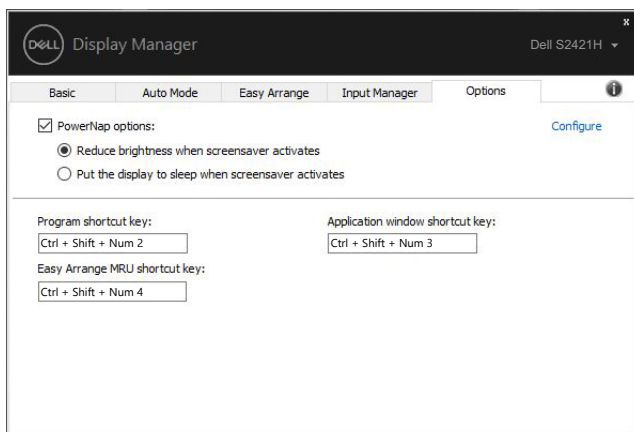 x
DELL Display Manager Dell S2421H
Basic Auto Mode Easy Arrange Input Manager Options i
PowerNap options: Configure
Reduce brightness when screensaver activates
Put the display to sleep when screensaver activates
Program shortcut key: Application window shortcut key:
Ctrl + Shift + Num 2 Ctrl + Shift + Num 3
Easy Arrange MRU shortcut key:
Ctrl + Shift + Num 4